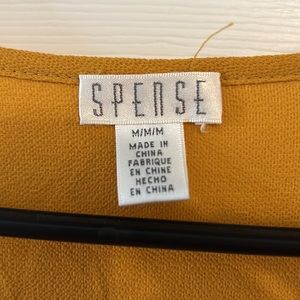 SPENSE
M/M/M
MADE IN
CHINA
FABRIQUE
EN CHINE
HECHO
EN CHINA